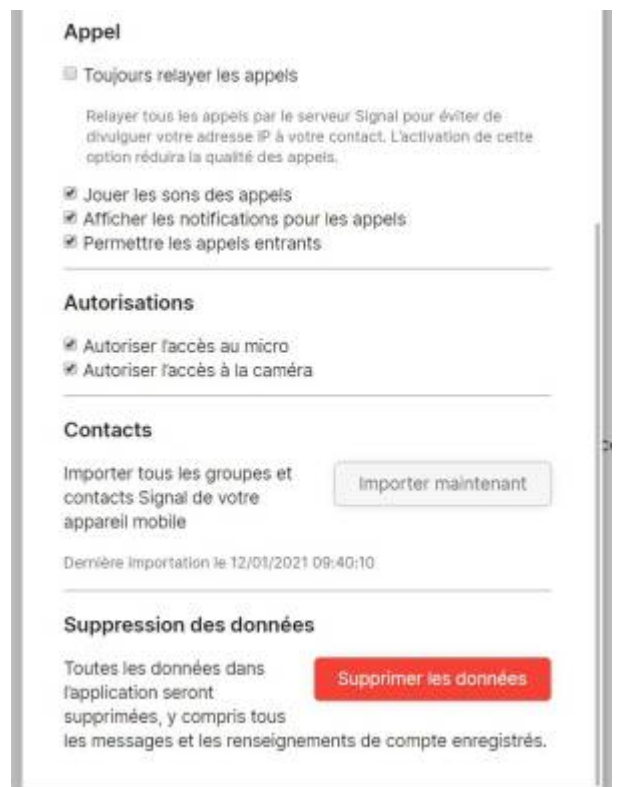 Appel
Toujours relayer les appels
Relayer tous les appels par le serveur Signal pour éviter de
divulguer votre adresse IP à votre contact. L'activation de cette
option réduira la qualité des appels.
Jouer les sons des appels
Afficher les notifications pour les appels
Permettre les appels entrants
Autorisations
Autoriser l'accès au micro
Autoriser l'accès à la caméra
Contacts
Importer tous les groupes et
contacts Signal de votre
appareil mobile
Importer maintenant
Dernière importation le 12/01/2021 09:40:10
Suppression des données
Toutes les données dans
l'application seront
supprimées, y compris tous
les messages et les renseignements de compte enregistrés.
Supprimer les données